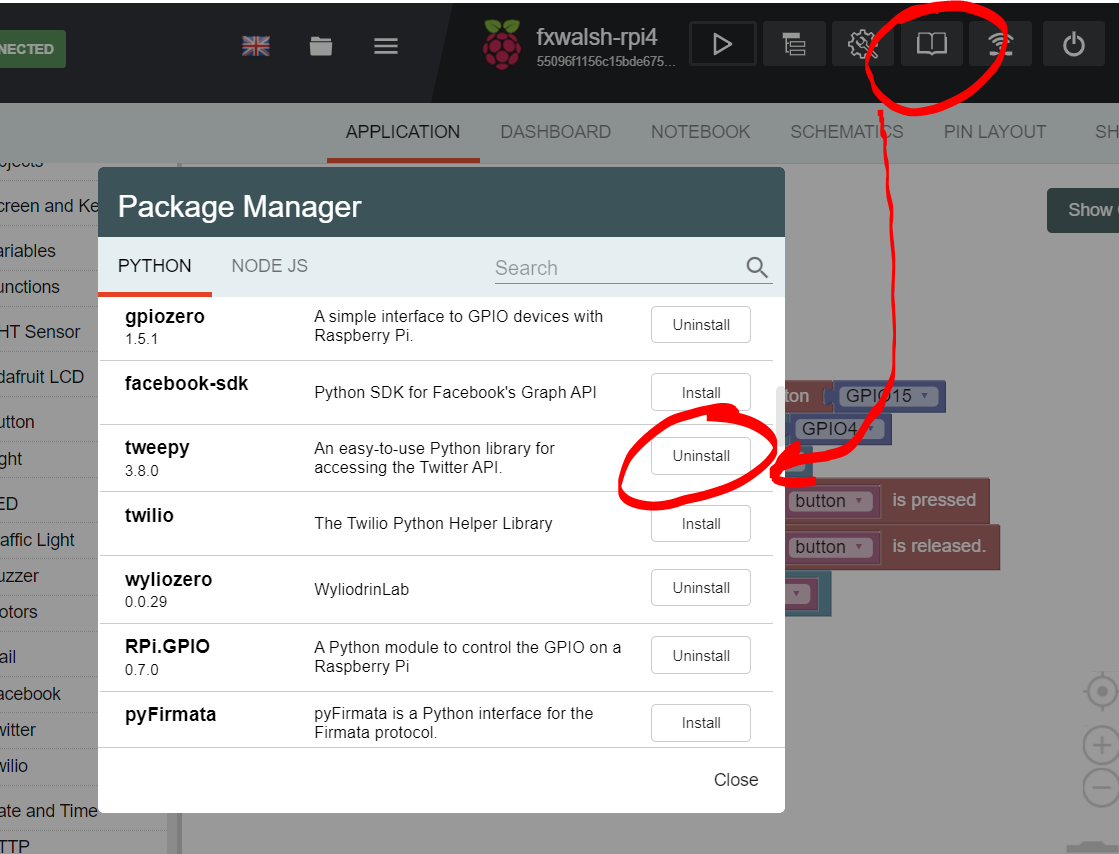 NECTED
fxwalsh-rpi4
55096f1156c15bde675...
APPLICATION
DASHBOARD
NOTEBOOK
SCHEMATICS
PIN LAYOUT
SH
ojects
creen and Ke
ariables
unctions
HT Sensor
dafruit LCD
utton
ght
ED
raffic Light
uzzer
otors
ail
acebook
witter
wilio
ate and Time
TTP
Package Manager
PYTHON
NODE JS
Search
gpiozero
1.5.1
A simple interface to GPIO devices with
Raspberry Pi.
Uninstall
facebook-sdk
Python SDK for Facebook's Graph API
Install
tweepy
3.8.0
An easy-to-use Python library for
accessing the Twitter API.
Uninstall
twilio
The Twilio Python Helper Library
Install
wyliozero
0.0.29
WyliodrinLab
Uninstall
RPi.GPIO
0.7.0
A Python module to control the GPIO on a
Raspberry Pi
Uninstall
pyFirmata
pyFirmata is a Python interface for the
Firmata protocol.
Install
Close
Show
ton GPIO15
GPIO4
button is pressed
button is released.